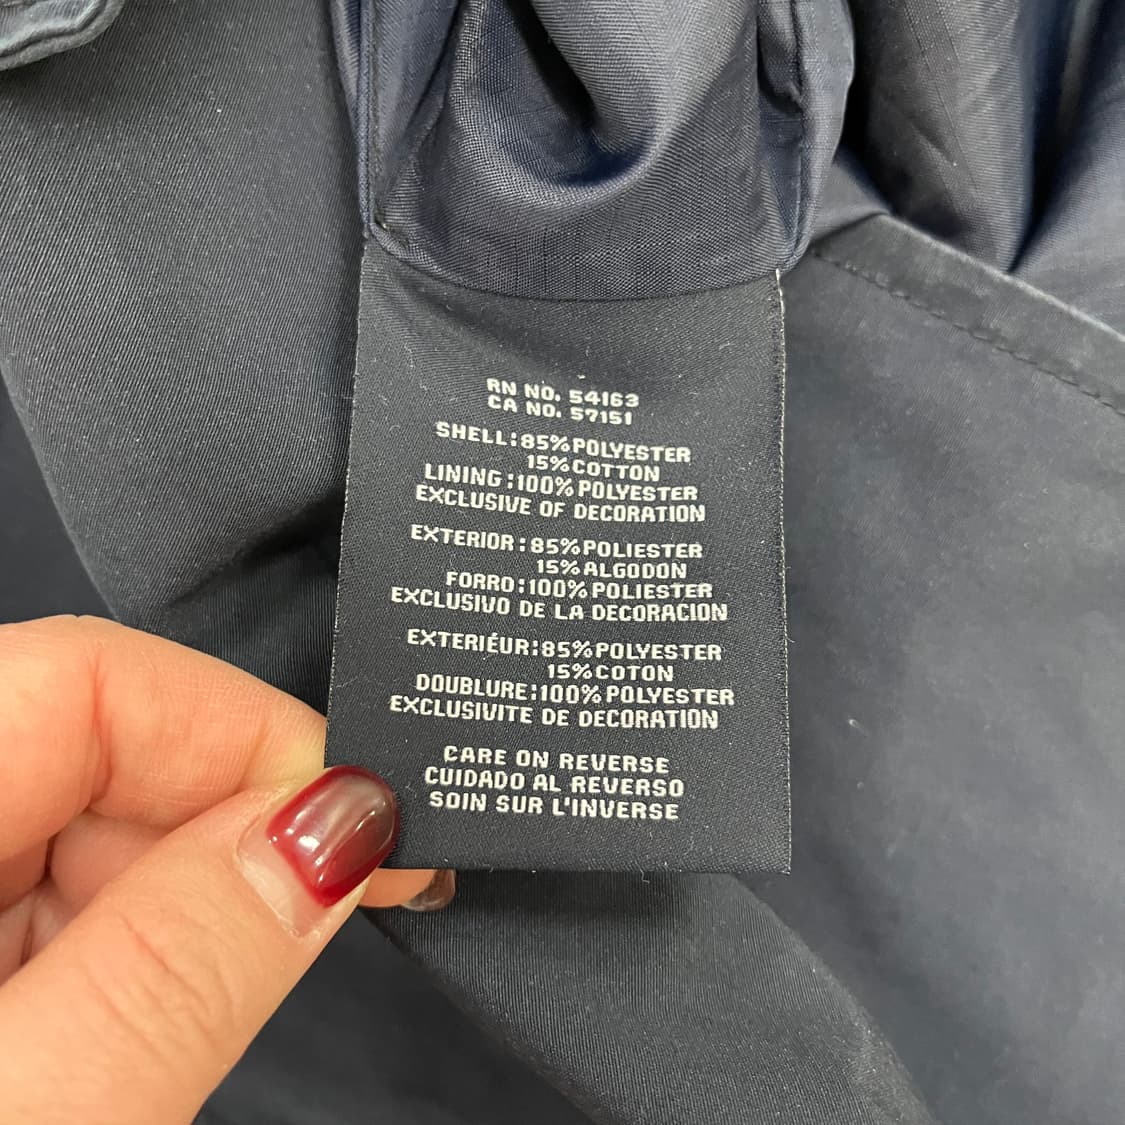 RN NO. 54163
CA NO. 57151
SHELL:85%POLYESTER
15%COTTON
LINING:100%POLYESTER
EXCLUSIVE OF DECORATION
EXTERIOR:85%POLIESTER
15%ALGODON
FORRO:100%POLIESTER
EXCLUSIVO DE LA DECORACION
EXTERIÉUR:85%POLYESTER
15%COTON
DOUBLURE:100%POLYESTER
EXCLUSIVITE DE DECORATION
CARE ON REVERSE
CUIDADO AL REVERSO
SOIN SUR L'INVERSE